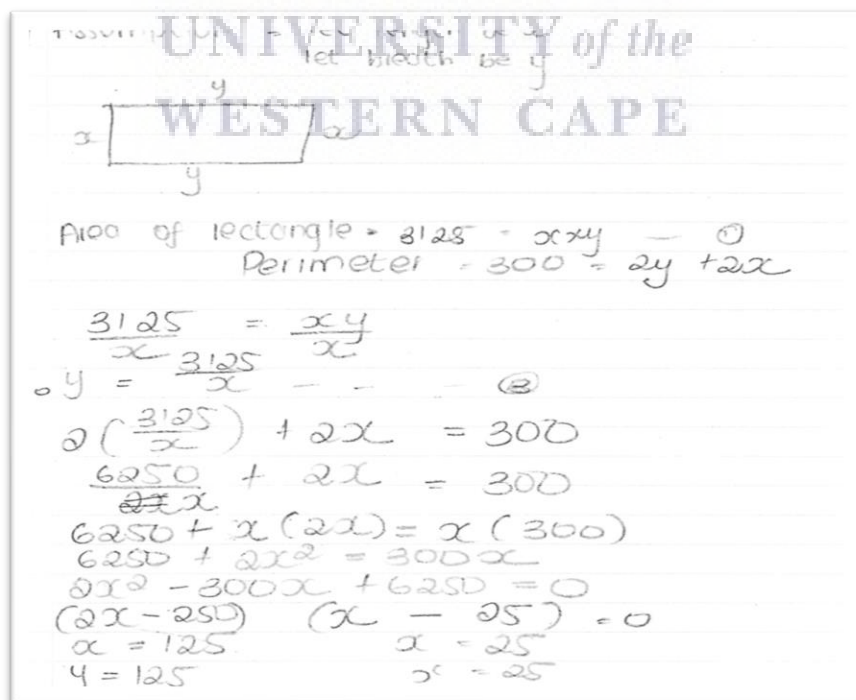 UNIVERSITY of the
let breath be y
WESTERN CAPE
y
x
x
y
Area of rectangle = 3125 = x×y — ①
Perimeter = 300 = 2y + 2x
3125/x = xy/x
y = 3125/x - - -
2(3125/x) + 2x = 300
6250/x + 2x = 300
6250 + x(2x) = x(300)
6250 + 2x² = 300x
2x² - 300x + 6250 = 0
(2x - 250) (x - 25) = 0
x = 125 x = 25
y = 125 x = 25